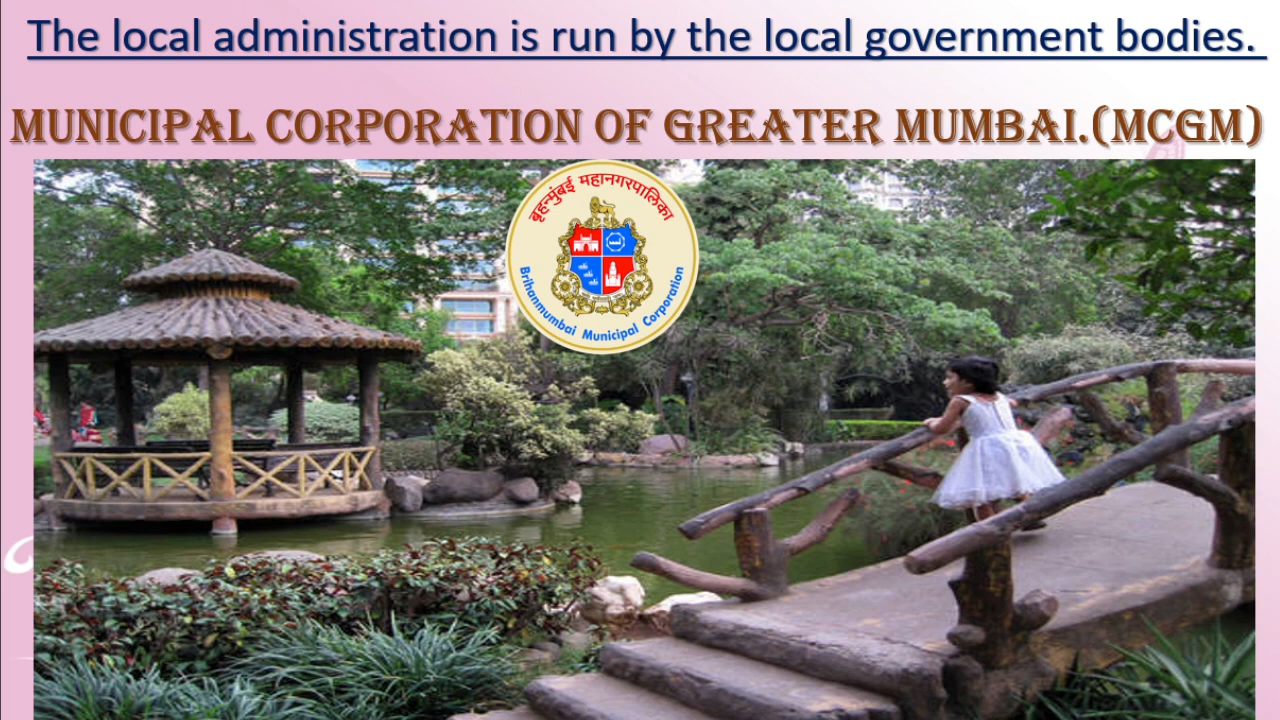 The local administration is run by the local government bodies.
MUNICIPAL CORPORATION OF GREATER MUMBAI.(MCGM)
बृहन्मुंबई महानगरपालिका
Brihanmumbai Municipal Corporation